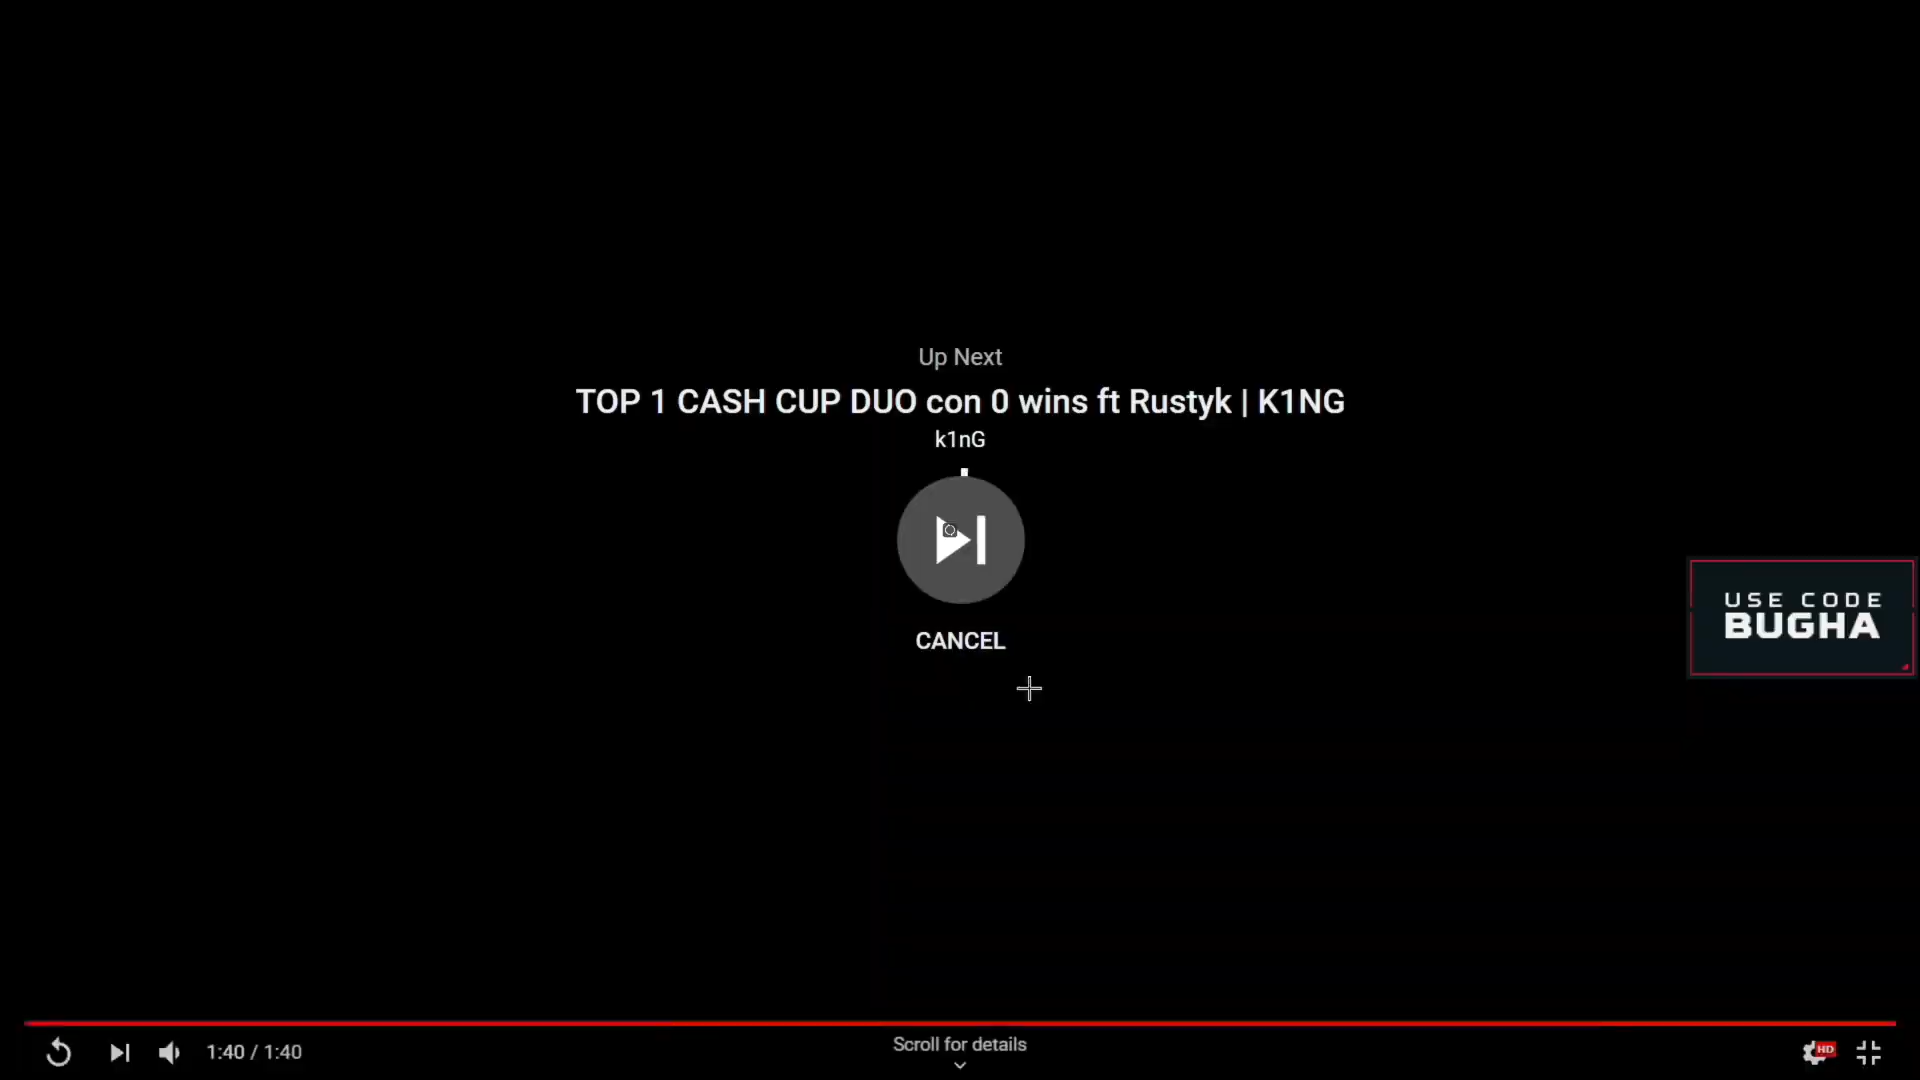 Up Next
TOP 1 CASH CUP DUO con 0 wins ft Rustyk | K1NG
k1nG
CANCEL
USE CODE
BUGHA
1:40 / 1:40
Scroll for details
HD